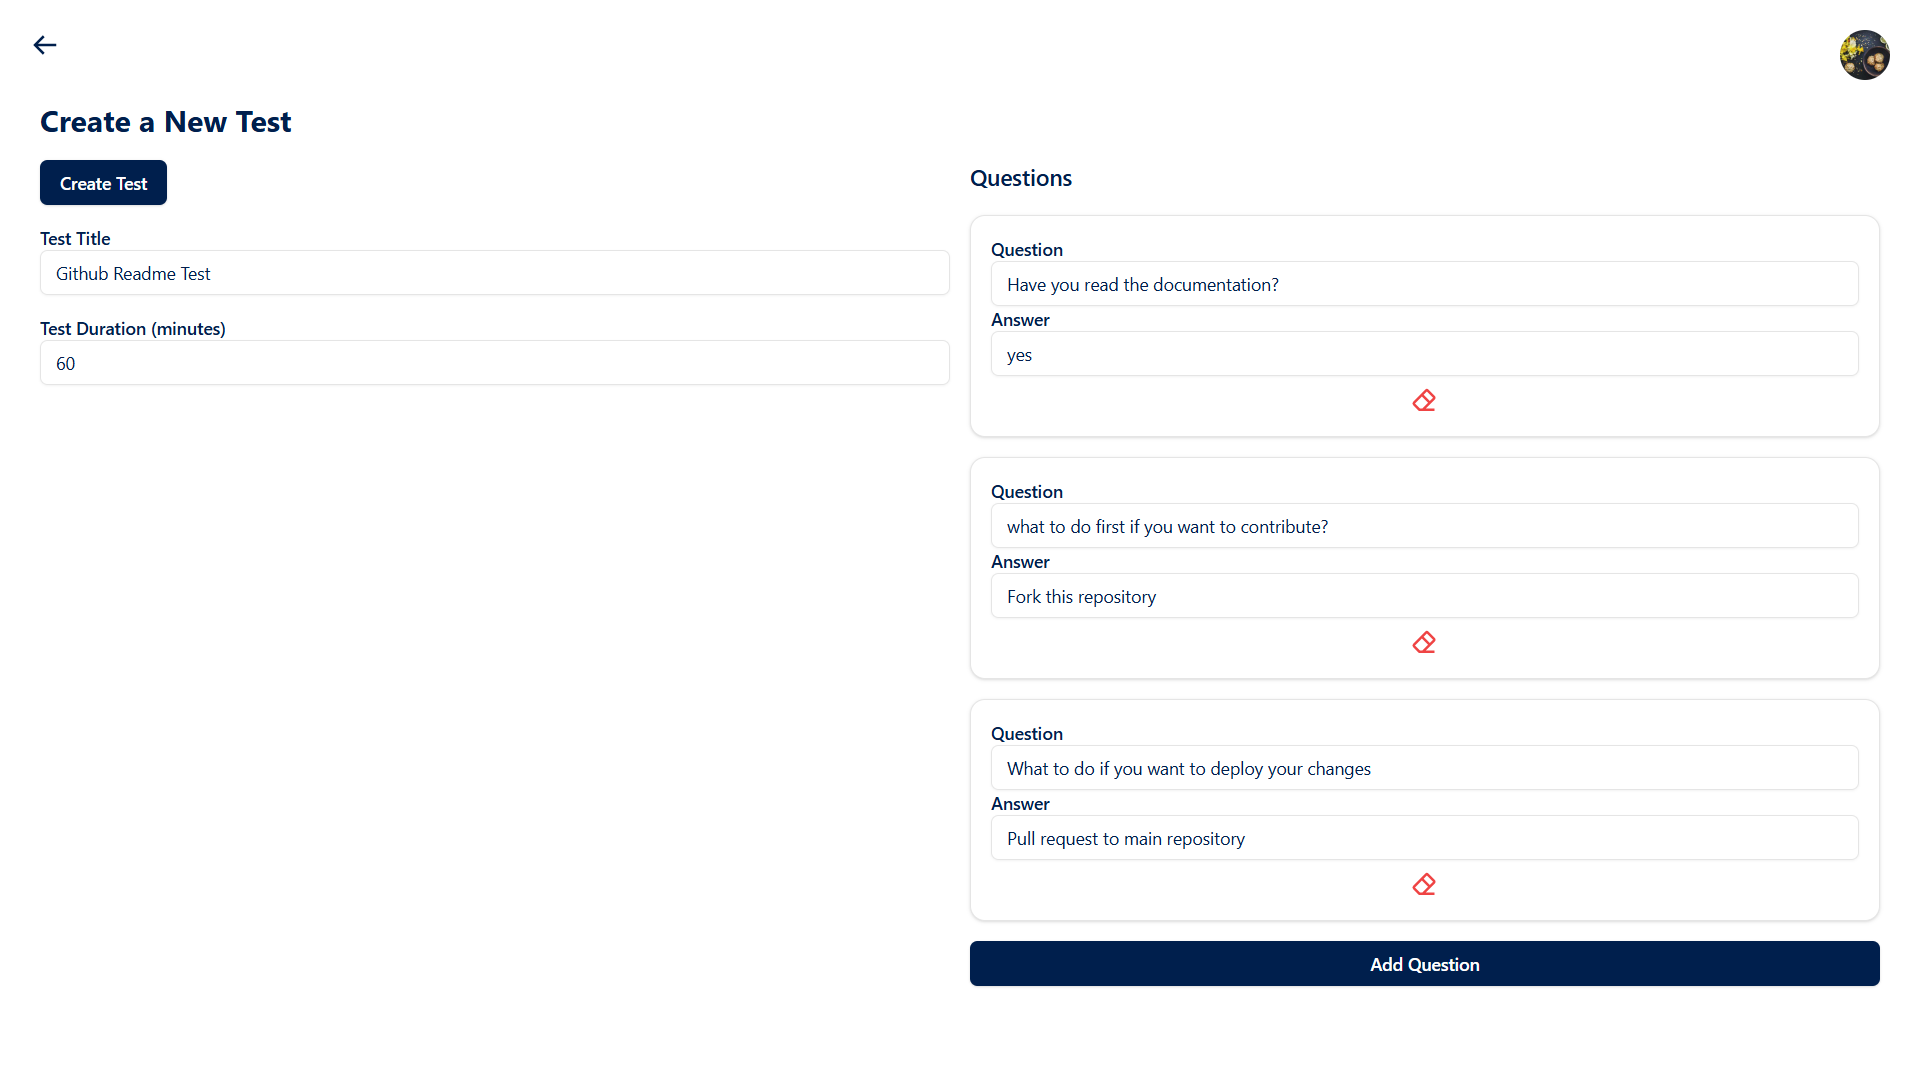 Create a New Test
Create Test
Test Title
Github Readme Test
Test Duration (minutes)
60
Questions
Question
Have you read the documentation?
Answer
yes
Question
what to do first if you want to contribute?
Answer
Fork this repository
Question
What to do if you want to deploy your changes
Answer
Pull request to main repository
Add Question